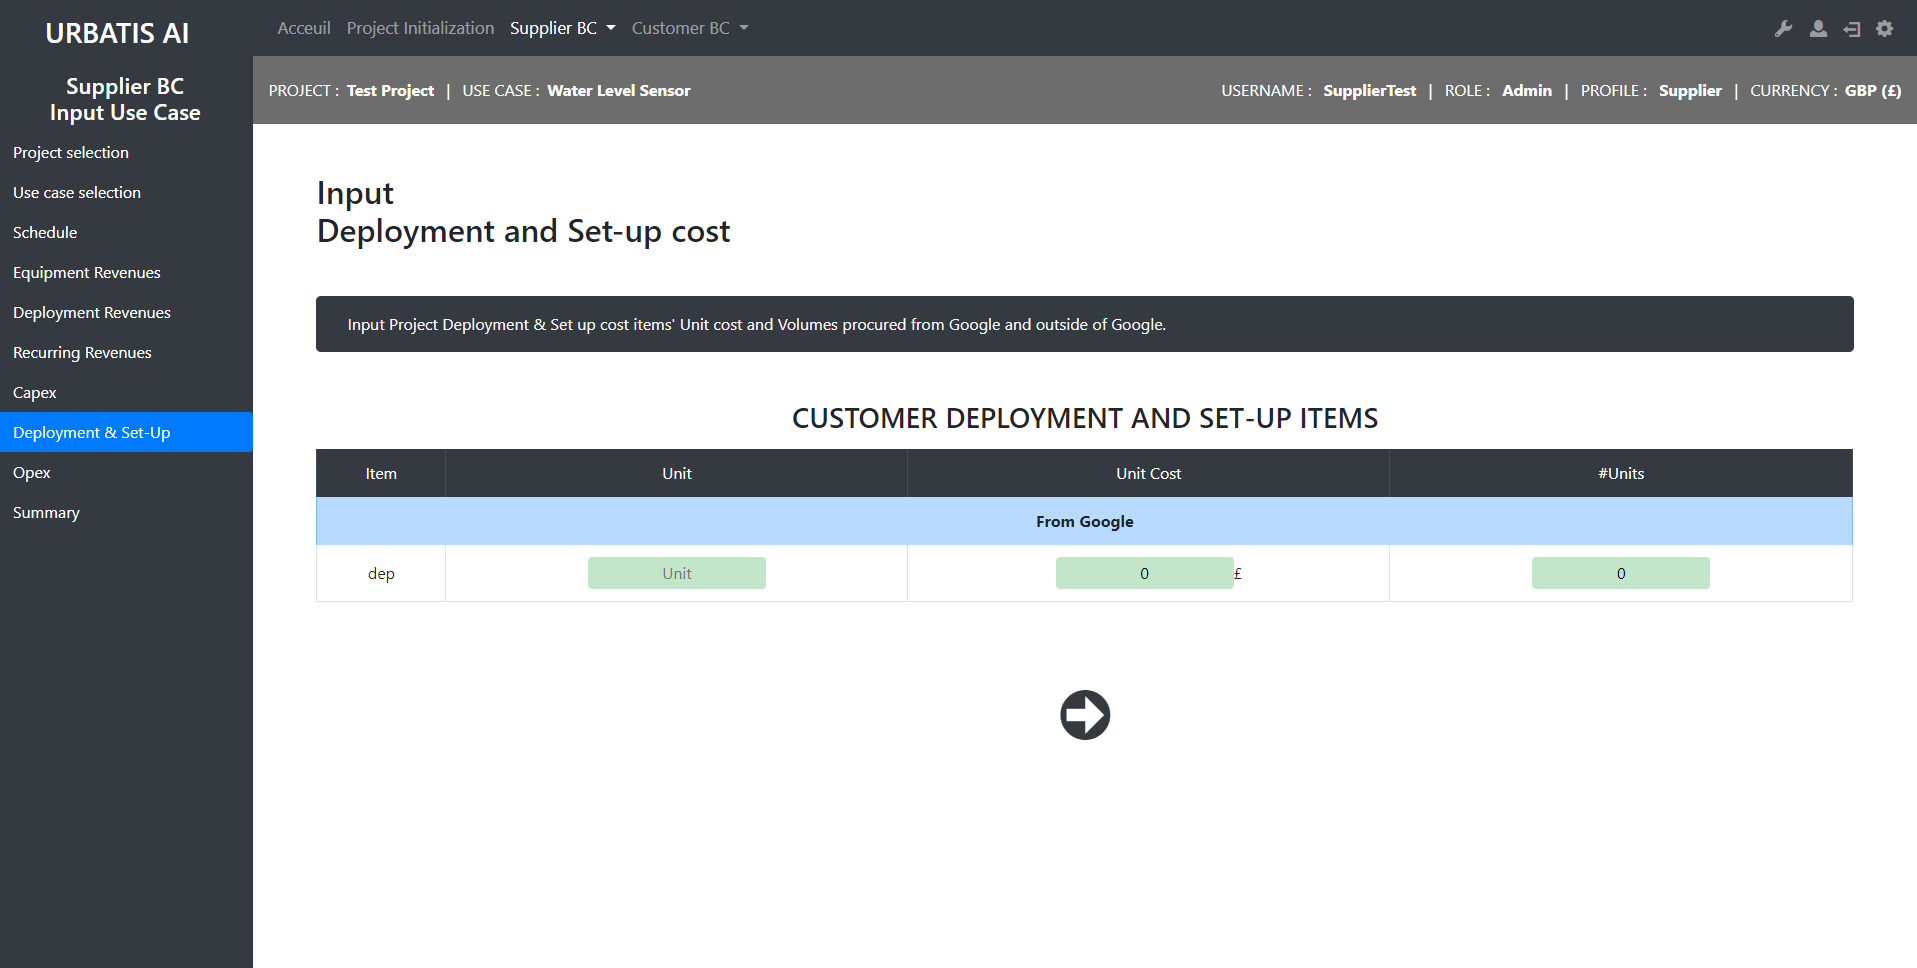 URBATIS AI
Acceuil Project Initialization Supplier BC Customer BC
Supplier BC
Input Use Case
Project selection
Use case selection
Schedule
Equipment Revenues
Deployment Revenues
Recurring Revenues
Capex
Deployment & Set-Up
Opex
Summary
PROJECT : Test Project | USE CASE : Water Level Sensor
USERNAME : SupplierTest | ROLE : Admin | PROFILE : Supplier | CURRENCY : GBP (£)
Input
Deployment and Set-up cost
Input Project Deployment & Set up cost items' Unit cost and Volumes procured from Google and outside of Google.
CUSTOMER DEPLOYMENT AND SET-UP ITEMS
Item Unit Unit Cost #Units
From Google
dep Unit 0 £ 0